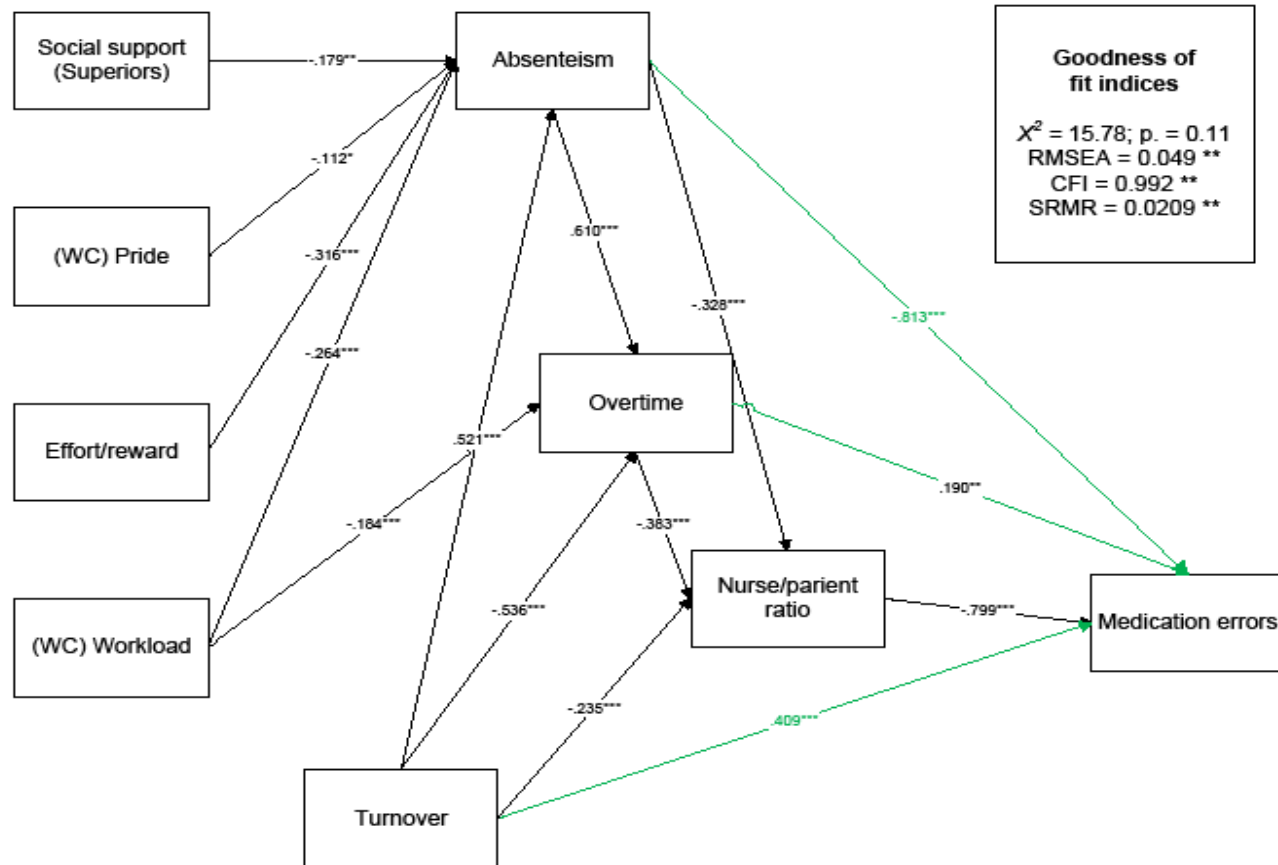 Social support
(Superiors)
-.179**
Absenteism
Goodness of
fit indices
X² = 15.78; p. = 0.11
RMSEA = 0.049 **
CFI = 0.992 **
SRMR = 0.0209 **
-.112*
(WC) Pride
-.316***
.610***
-.328***
-.813***
-.264***
Overtime
Effort/reward
.521***
-.184***
-.383***
.190**
(WC) Workload
-.536***
Nurse/parient
ratio
-.799***
Medication errors
-.235***
.409***
Turnover